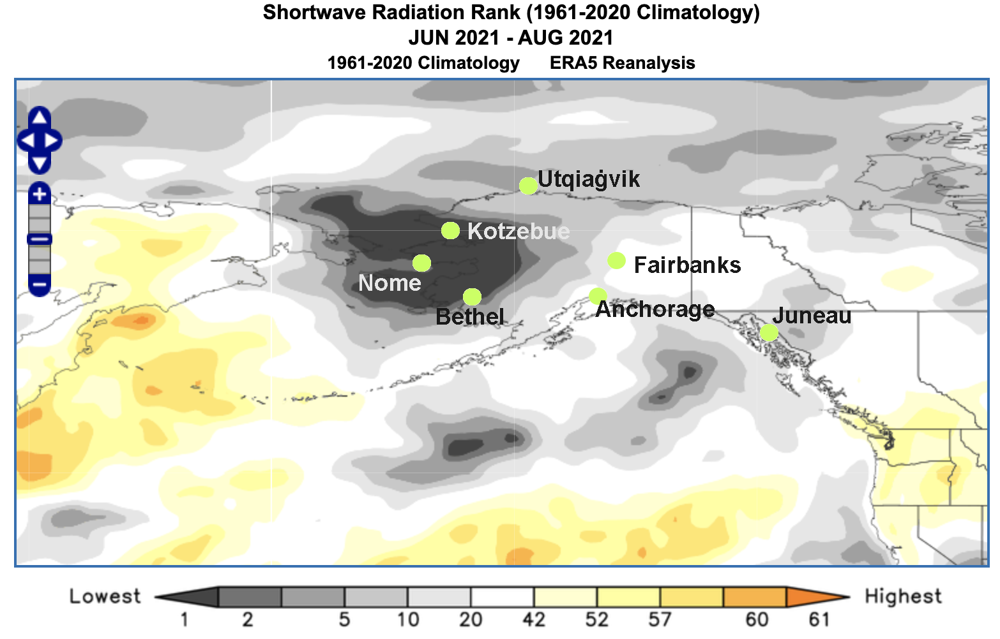 Shortwave Radiation Rank (1961-2020 Climatology)
JUN 2021 - AUG 2021
1961-2020 Climatology ERA5 Reanalysis
Utqiaġvik
Kotzebue
Fairbanks
Nome
Bethel
Anchorage
Juneau
Lowest Highest
1 2 5 10 20 42 52 57 60 61